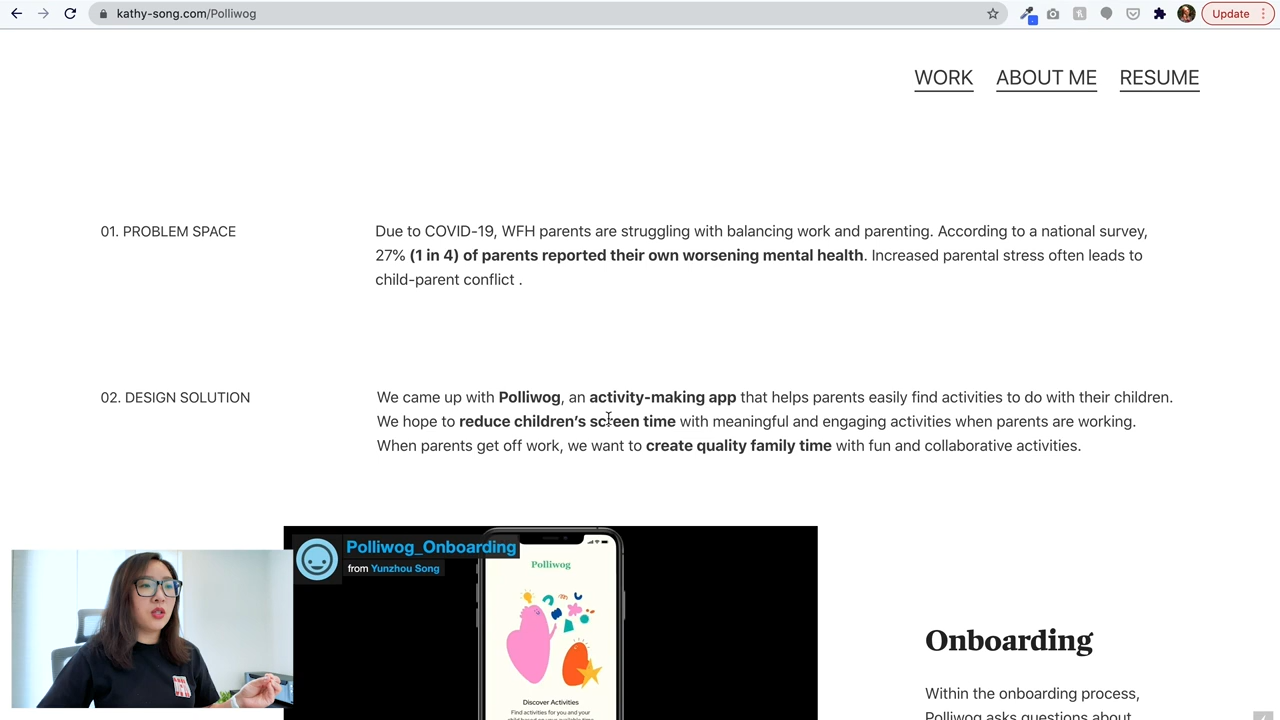 kathy-song.com/Polliwog
Update
WORK
ABOUT ME
RESUME
01. PROBLEM SPACE
Due to COVID-19, WFH parents are struggling with balancing work and parenting. According to a national survey,
27% (1 in 4) of parents reported their own worsening mental health. Increased parental stress often leads to
child-parent conflict .
02. DESIGN SOLUTION
We came up with Polliwog, an activity-making app that helps parents easily find activities to do with their children.
We hope to reduce children’s screen time with meaningful and engaging activities when parents are working.
When parents get off work, we want to create quality family time with fun and collaborative activities.
Polliwog_Onboarding
from Yunzhou Song
Polliwog
Discover Activities
Find activities for you and your
Onboarding
Within the onboarding process,
Polliwog asks questions about